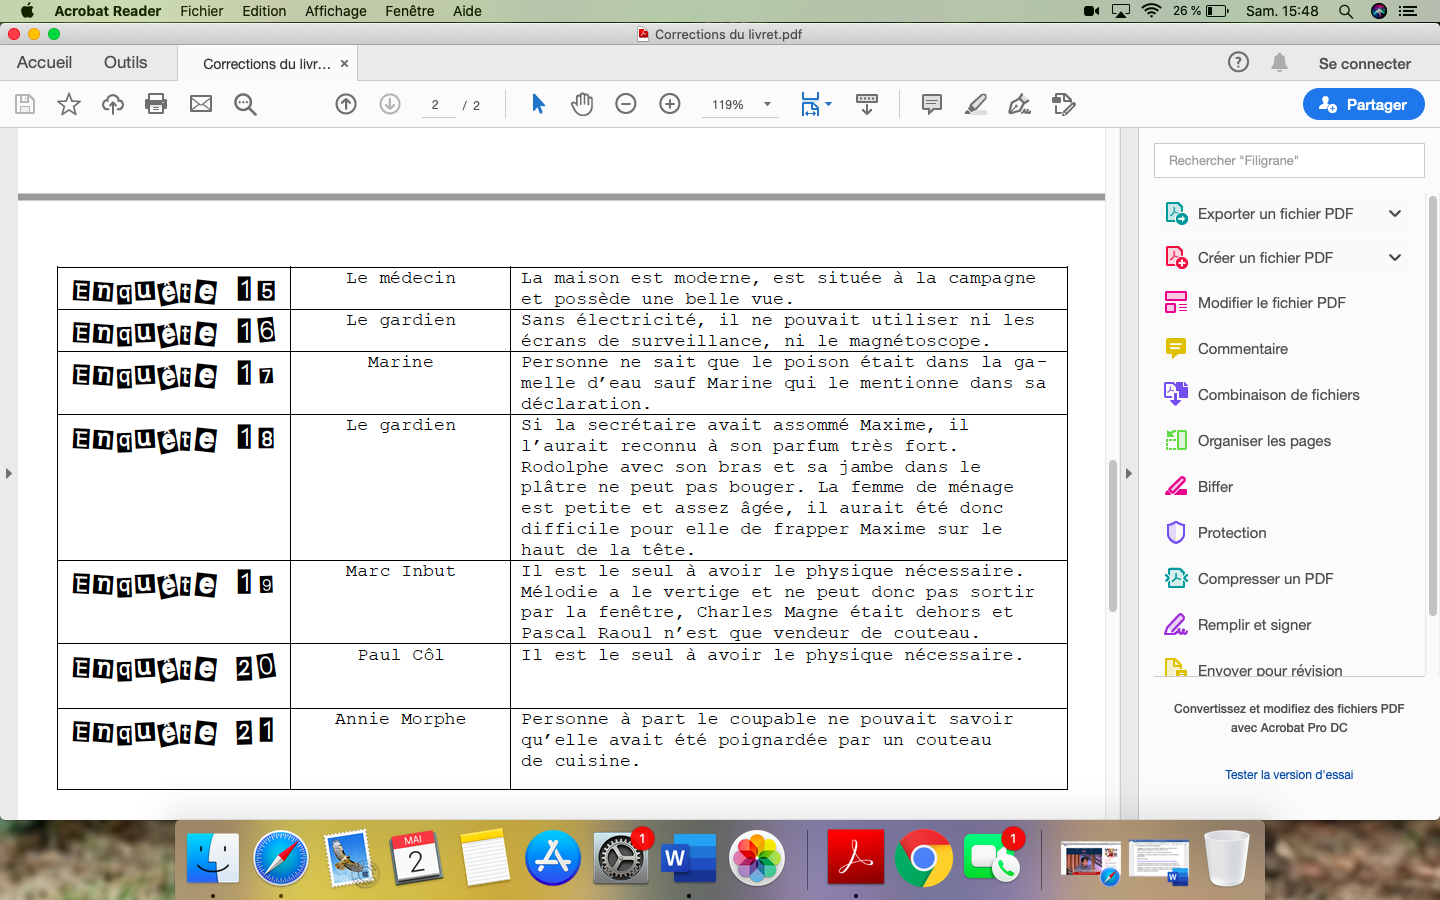 Acrobat Reader Fichier Edition Affichage Fenêtre Aide 26 % Sam. 15:48
Corrections du livret.pdf
Accueil Outils Corrections du livr... × Se connecter
2 / 2 119% Partager
Rechercher "Filigrane"
Exporter un fichier PDF
Créer un fichier PDF
Modifier le fichier PDF
Commentaire
Combinaison de fichiers
Organiser les pages
Biffer
Protection
Compresser un PDF
Remplir et signer
Envoyer pour révision
Convertissez et modifiez des fichiers PDF
avec Acrobat Pro DC
Tester la version d'essai
Enquête 15 Le médecin La maison est moderne, est située à la campagne
et possède une belle vue.
Enquête 16 Le gardien Sans électricité, il ne pouvait utiliser ni les
écrans de surveillance, ni le magnétoscope.
Enquête 17 Marine Personne ne sait que le poison était dans la ga-
melle d'eau sauf Marine qui le mentionne dans sa
déclaration.
Enquête 18 Le gardien Si la secrétaire avait assommé Maxime, il
l'aurait reconnu à son parfum très fort.
Rodolphe avec son bras et sa jambe dans le
plâtre ne peut pas bouger. La femme de ménage
est petite et assez âgée, il aurait été donc
difficile pour elle de frapper Maxime sur le
haut de la tête.
Enquête 19 Marc Inbut Il est le seul à avoir le physique nécessaire.
Mélodie a le vertige et ne peut donc pas sortir
par la fenêtre, Charles Magne était dehors et
Pascal Raoul n'est que vendeur de couteau.
Enquête 20 Paul Côl Il est le seul à avoir le physique nécessaire.
Enquête 21 Annie Morphe Personne à part le coupable ne pouvait savoir
qu'elle avait été poignardée par un couteau
de cuisine.
MAI
2
1
W
1
W